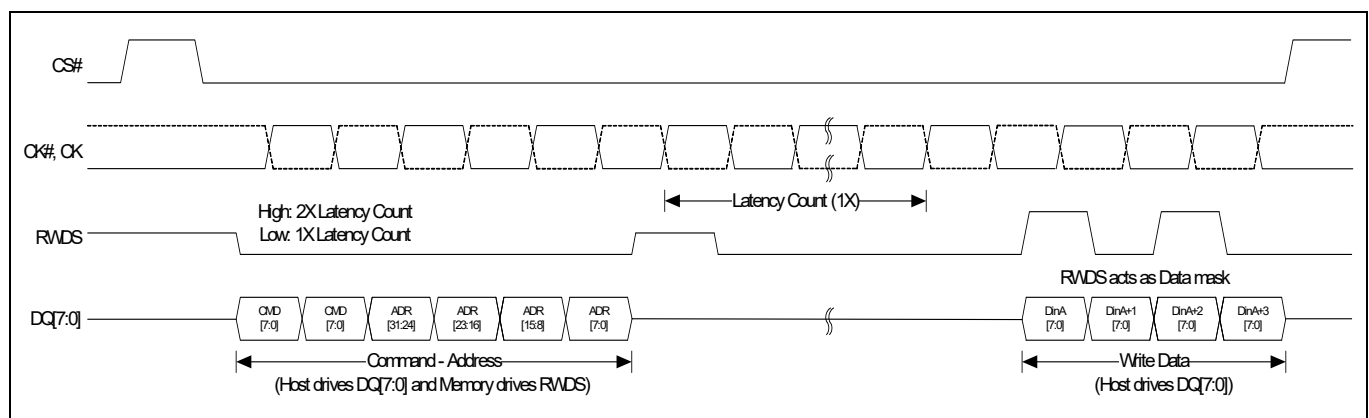 CS#
CK#, CK
Latency Count (1X)
High: 2X Latency Count
Low: 1X Latency Count
RWDS
RWDS acts as Data mask
DQ[7:0]
CMD [7:0]
CMD [7:0]
ADR [31:24]
ADR [23:16]
ADR [15:8]
ADR [7:0]
DinA [7:0]
DinA+1 [7:0]
DinA+2 [7:0]
DinA+3 [7:0]
Command - Address
(Host drives DQ[7:0] and Memory drives RWDS)
Write Data
(Host drives DQ[7:0])